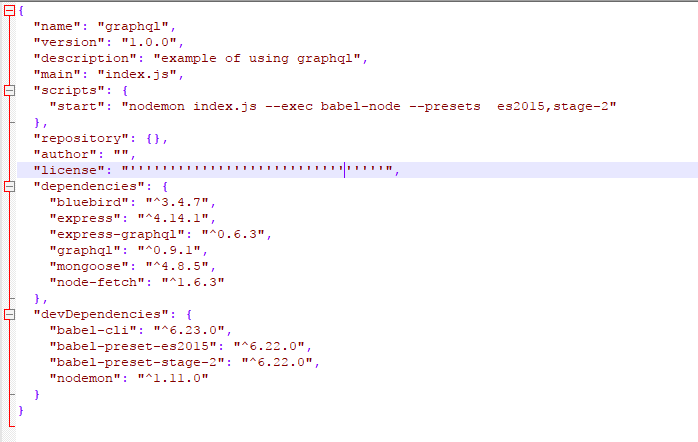 {
  "name": "graphql",
  "version": "1.0.0",
  "description": "example of using graphql",
  "main": "index.js",
  "scripts": {
    "start": "nodemon index.js --exec babel-node --presets  es2015,stage-2"
  },
  "repository": {},
  "author": "",
  "license": "''''''''''''''''''''''''''''''''",
  "dependencies": {
    "bluebird": "^3.4.7",
    "express": "^4.14.1",
    "express-graphql": "^0.6.3",
    "graphql": "^0.9.1",
    "mongoose": "^4.8.5",
    "node-fetch": "^1.6.3"
  },
  "devDependencies": {
    "babel-cli": "^6.23.0",
    "babel-preset-es2015": "^6.22.0",
    "babel-preset-stage-2": "^6.22.0",
    "nodemon": "^1.11.0"
  }
}